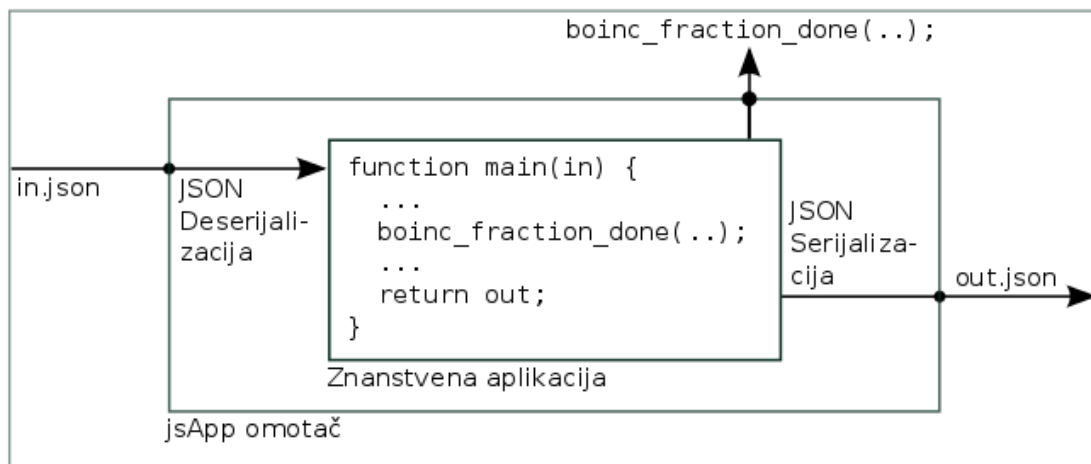 boinc_fraction_done(..);
in.json
JSON
Deserijali-
zacija
function main(in) {
...
boinc_fraction_done(..);
...
return out;
}
JSON
Serijaliza-
cija
out.json
Znanstvena aplikacija
jsApp omotač